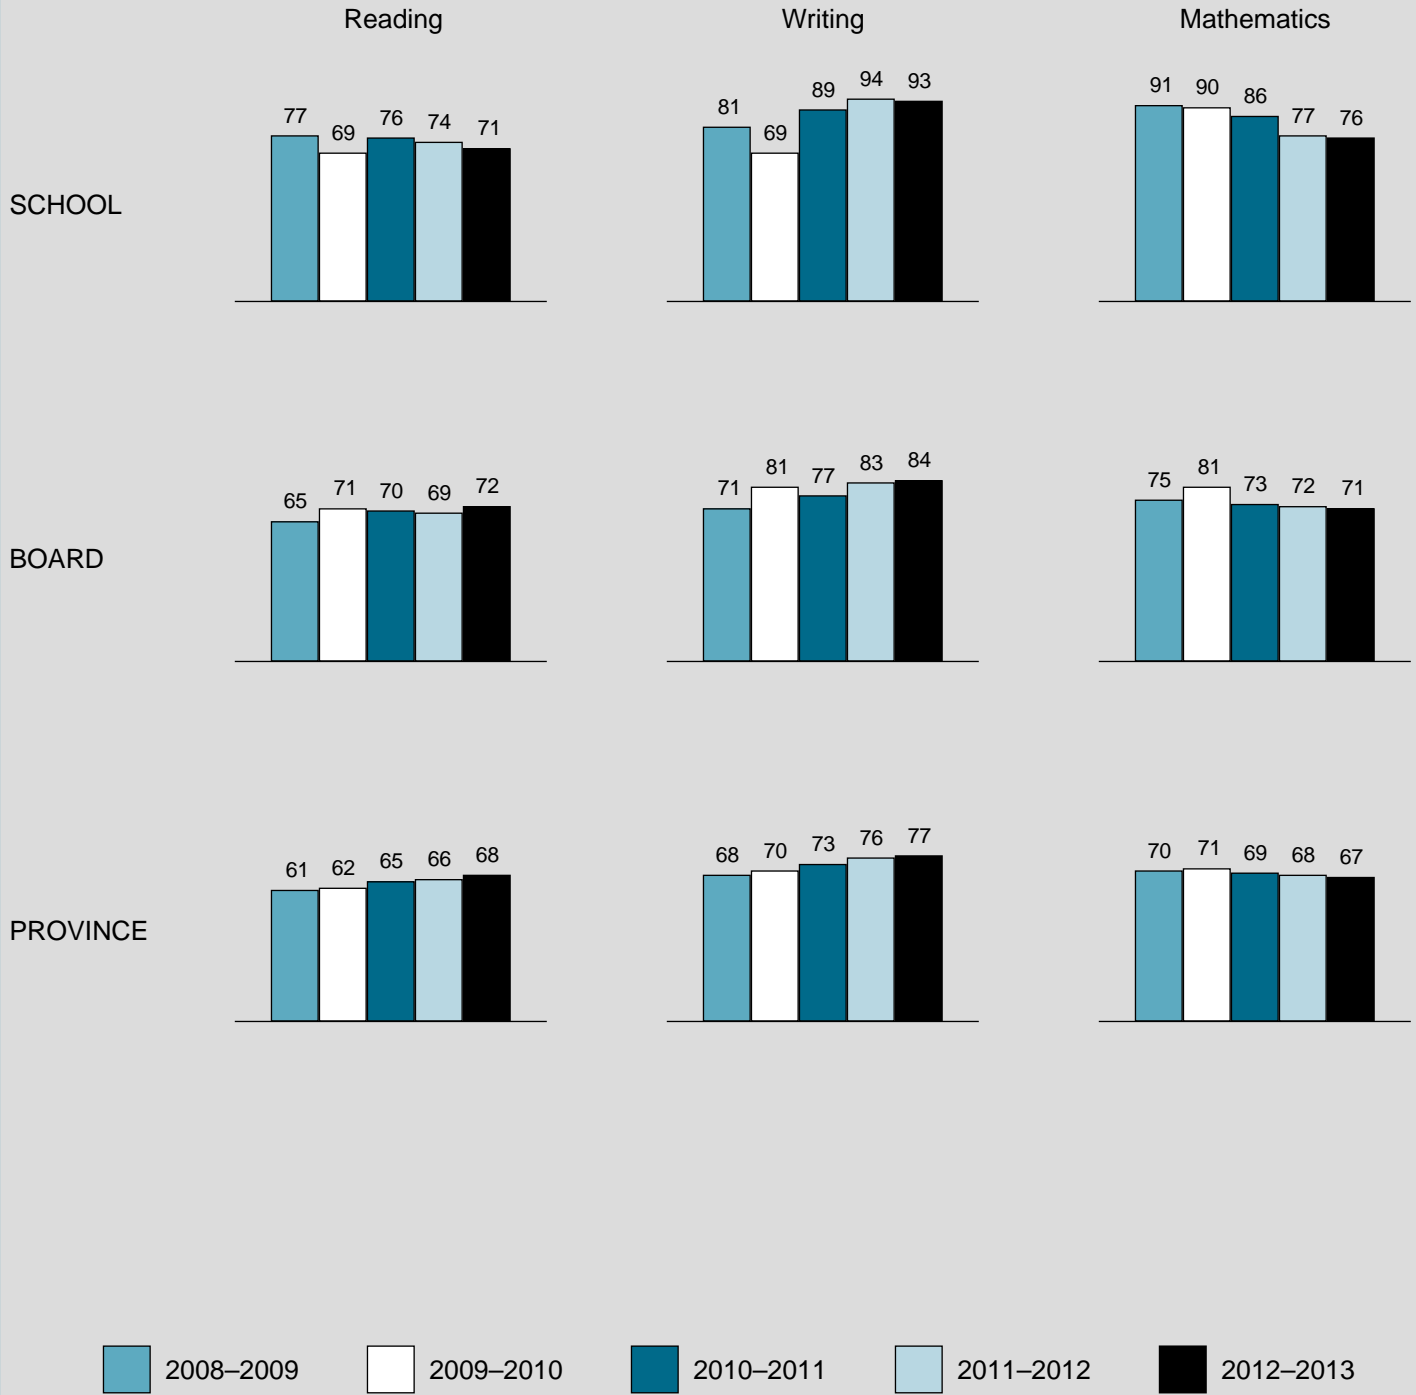 Reading Writing Mathematics
77 69 76 74 71 81 69 89 94 93 91 90 86 77 76
SCHOOL
65 71 70 69 72 71 81 77 83 84 75 81 73 72 71
BOARD
61 62 65 66 68 68 70 73 76 77 70 71 69 68 67
PROVINCE
2008–2009 2009–2010 2010–2011 2011–2012 2012–2013